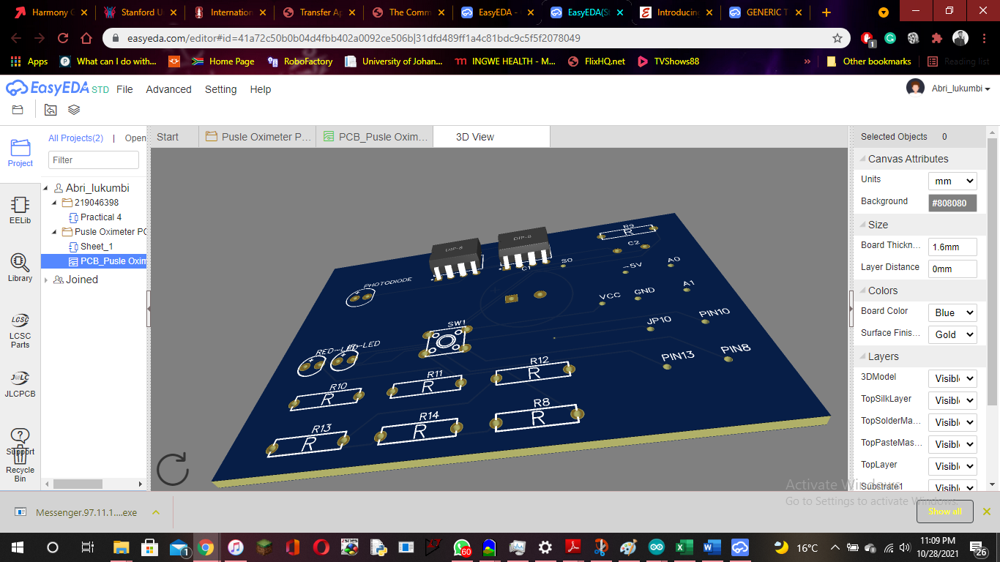 Harmony C
Stanford U
Internation
Transfer Ap
The Comm
EasyEDA -
EasyEDA(St
Introducing
GENERIC T
easyeda.com/editor#id=41a72c50b0b04d4fbb402a0092ce506b|31dfd489ff1a4c81bdc9c5f5f2078049
1
Apps
What can I do with...
Home Page
RoboFactory
University of Johan...
INGWE HEALTH - M...
FlixHQ.net
TVShows88
»
Other bookmarks
Reading list
EasyEDA STD
File
Advanced
Setting
Help
Abri_lukumbi
Project
EELib
Library
LCSC
LCSC Parts
JLCPCB
Support
Recycle Bin
All Projects(2) | Open
Filter
Abri_lukumbi
219046398
Practical 4
Pusle Oximeter PC
Sheet_1
PCB_Pusle Oxim
Joined
Start
Pusle Oximeter P...
PCB_Pusle Oxim...
3D View
DIP-8
DIP-8
R9
R
C2
PHOTODIODE
C1
S0
-5V
A0
VCC
GND
A1
SW1
JP10
PIN10
RED-L
-LED
PIN13
PIN8
R10
R
R11
R
R12
R
R13
R
R14
R
R8
R
Selected Objects 0
Canvas Attributes
Units mm
Background #808080
Size
Board Thickn... 1.6mm
Layer Distance 0mm
Colors
Board Color Blue
Surface Finis... Gold
Layers
3DModel Visibl
TopSilkLayer Visibl
TopSolderMa... Visibl
TopPasteMas... Visibl
TopLayer Visibl
Substrate1 Visibl
Activate Windows
Go to Settings to activate Windows.
Messenger.97.11.1....exe
Show all
1
60
16°C
11:09 PM
10/28/2021
26